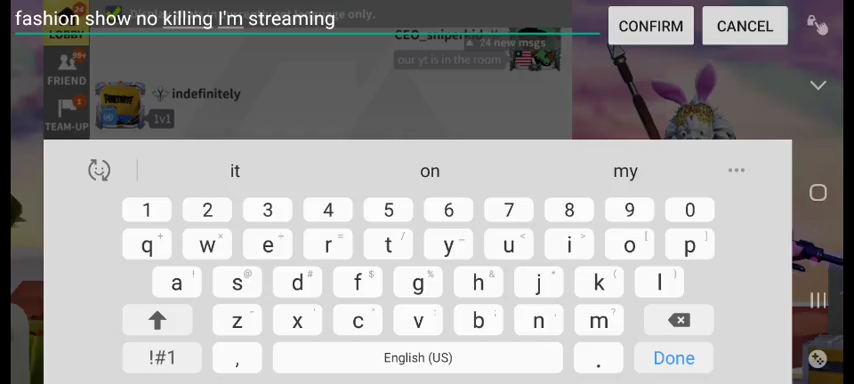 fashion show no killing I'm streaming
CONFIRM
CANCEL
24
LOBBY
99+
FRIEND
TEAM-UP
24 new msgs
our yt is in the room
indefinitely
1v1
it
on
my
1 2 3 4 5 6 7 8 9 0
q w e r t y u i o p
a s d f g h j k l
z x c v b n m
!#1 , English (US) . Done